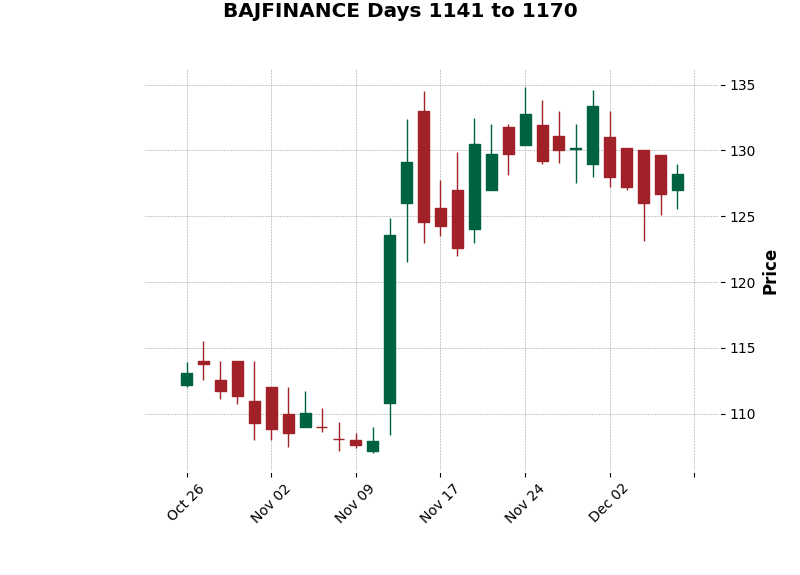 BAJFINANCE Days 1141 to 1170
135
130
125
120
115
110
Price
Oct 26
Nov 02
Nov 09
Nov 17
Nov 24
Dec 02